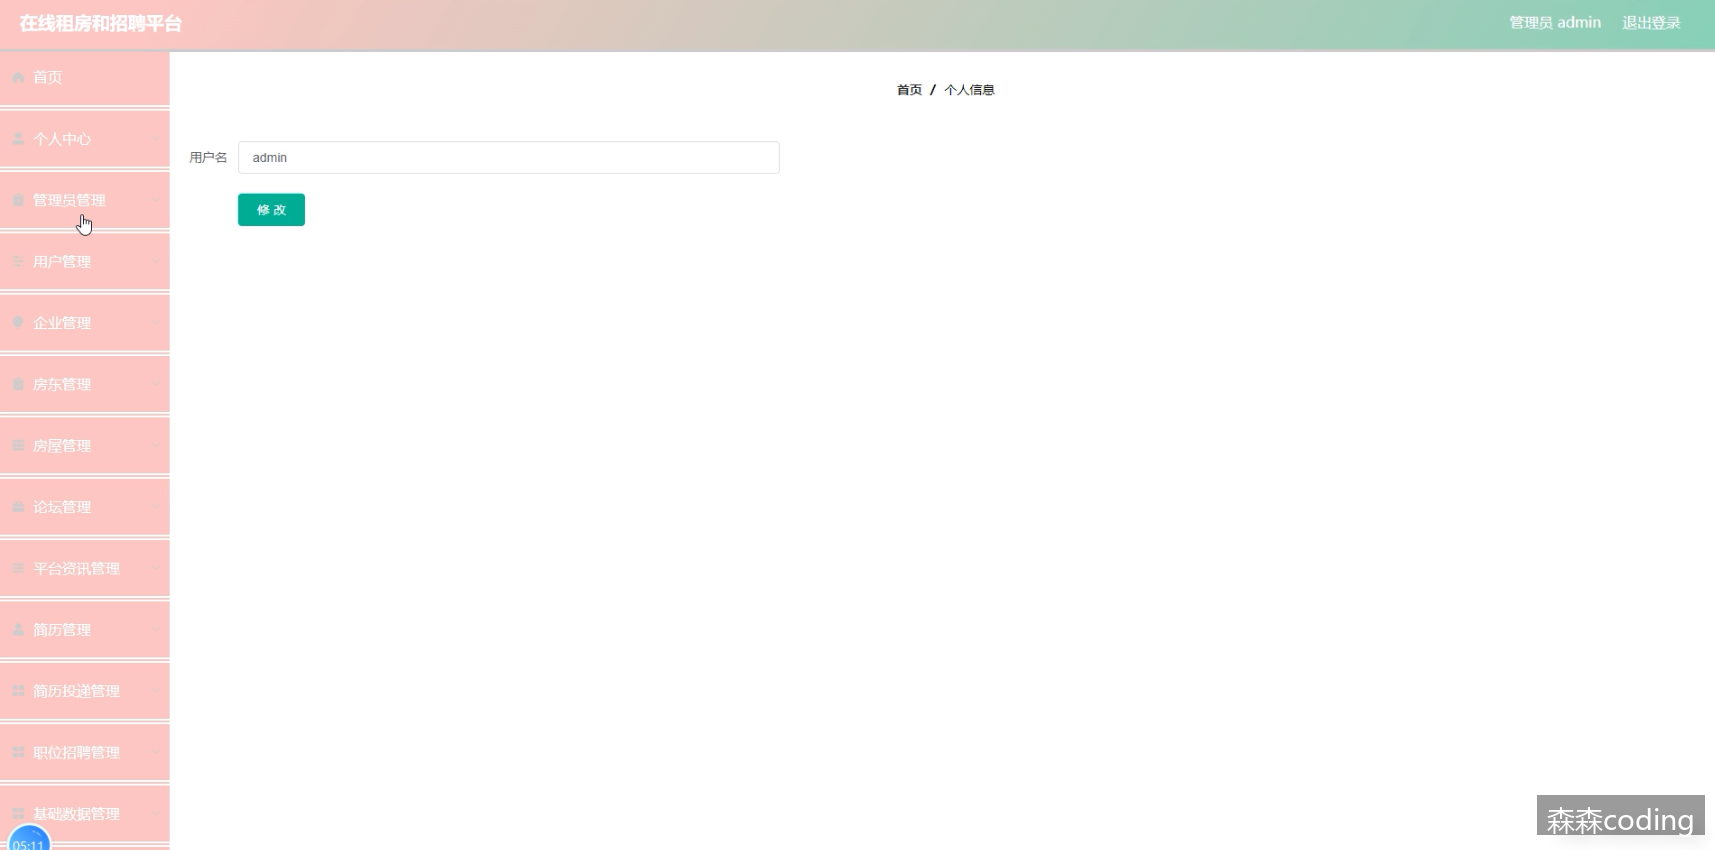 在线租房和招聘平台
管理员 admin 退出登录
首页
个人中心
管理员管理
用户管理
企业管理
房东管理
房屋管理
论坛管理
平台资讯管理
简历管理
简历投递管理
职位招聘管理
基础数据管理
05:11
首页 / 个人信息
用户名 admin
修 改
森森coding